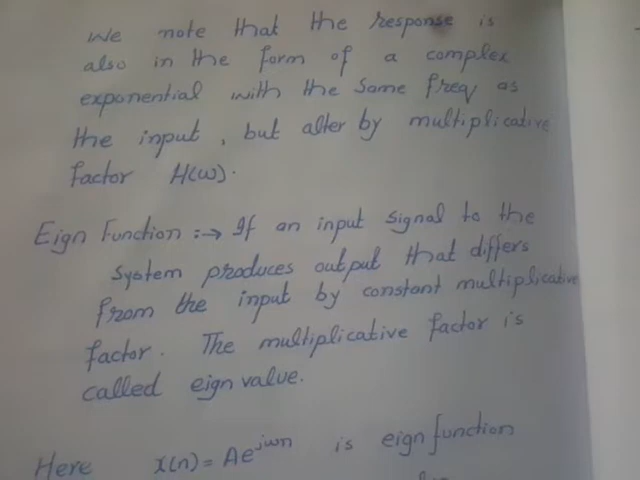 We note that the response is
also in the form of a complex
exponential with the same freq as
the input, but alter by multiplicative
factor H(ω).
Eign Function :→ If an input signal to the
system produces output that differs
from the input by constant multiplicative
factor. The multiplicative factor is
called eign value.
Here x(n) = Ae^jωn is eign function